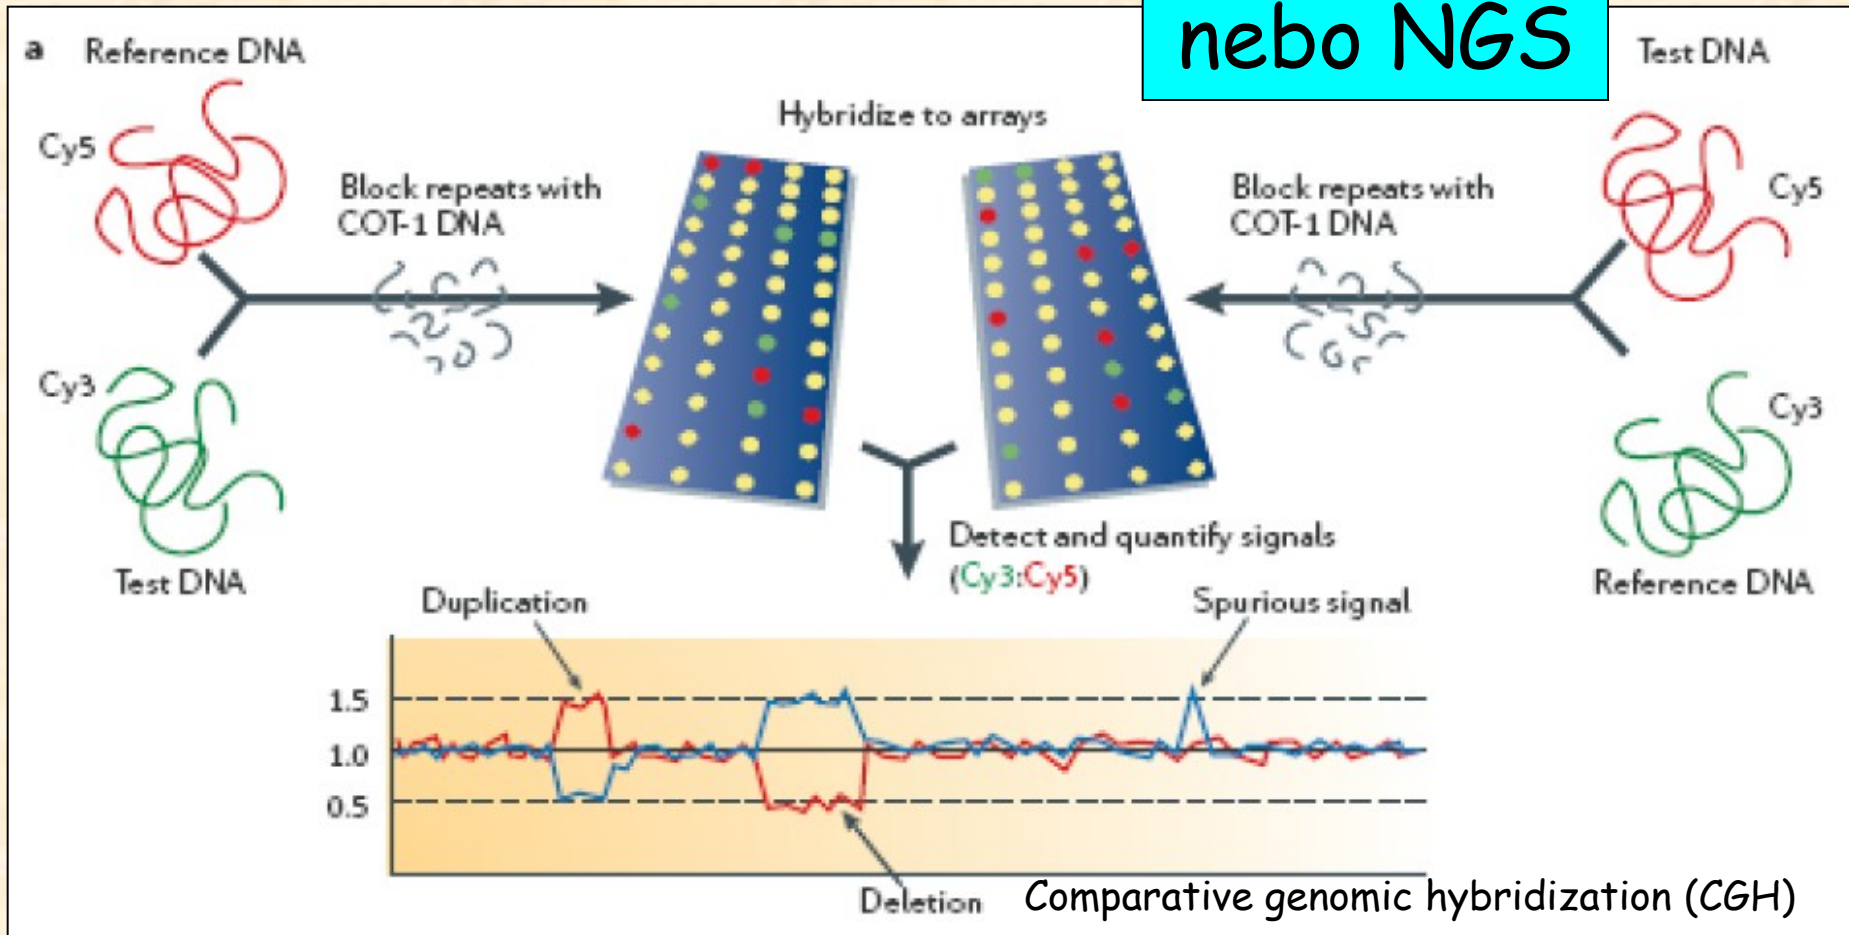 nebo NGS
a Reference DNA
Test DNA
Hybridize to arrays
Cy5
Block repeats with
COT-1 DNA
Block repeats with
COT-1 DNA
Cy5
Cy3
Cy3
Test DNA
Reference DNA
Detect and quantify signals
(Cy3:Cy5)
Duplication
Spurious signal
1.5
1.0
0.5
Deletion
Comparative genomic hybridization (CGH)